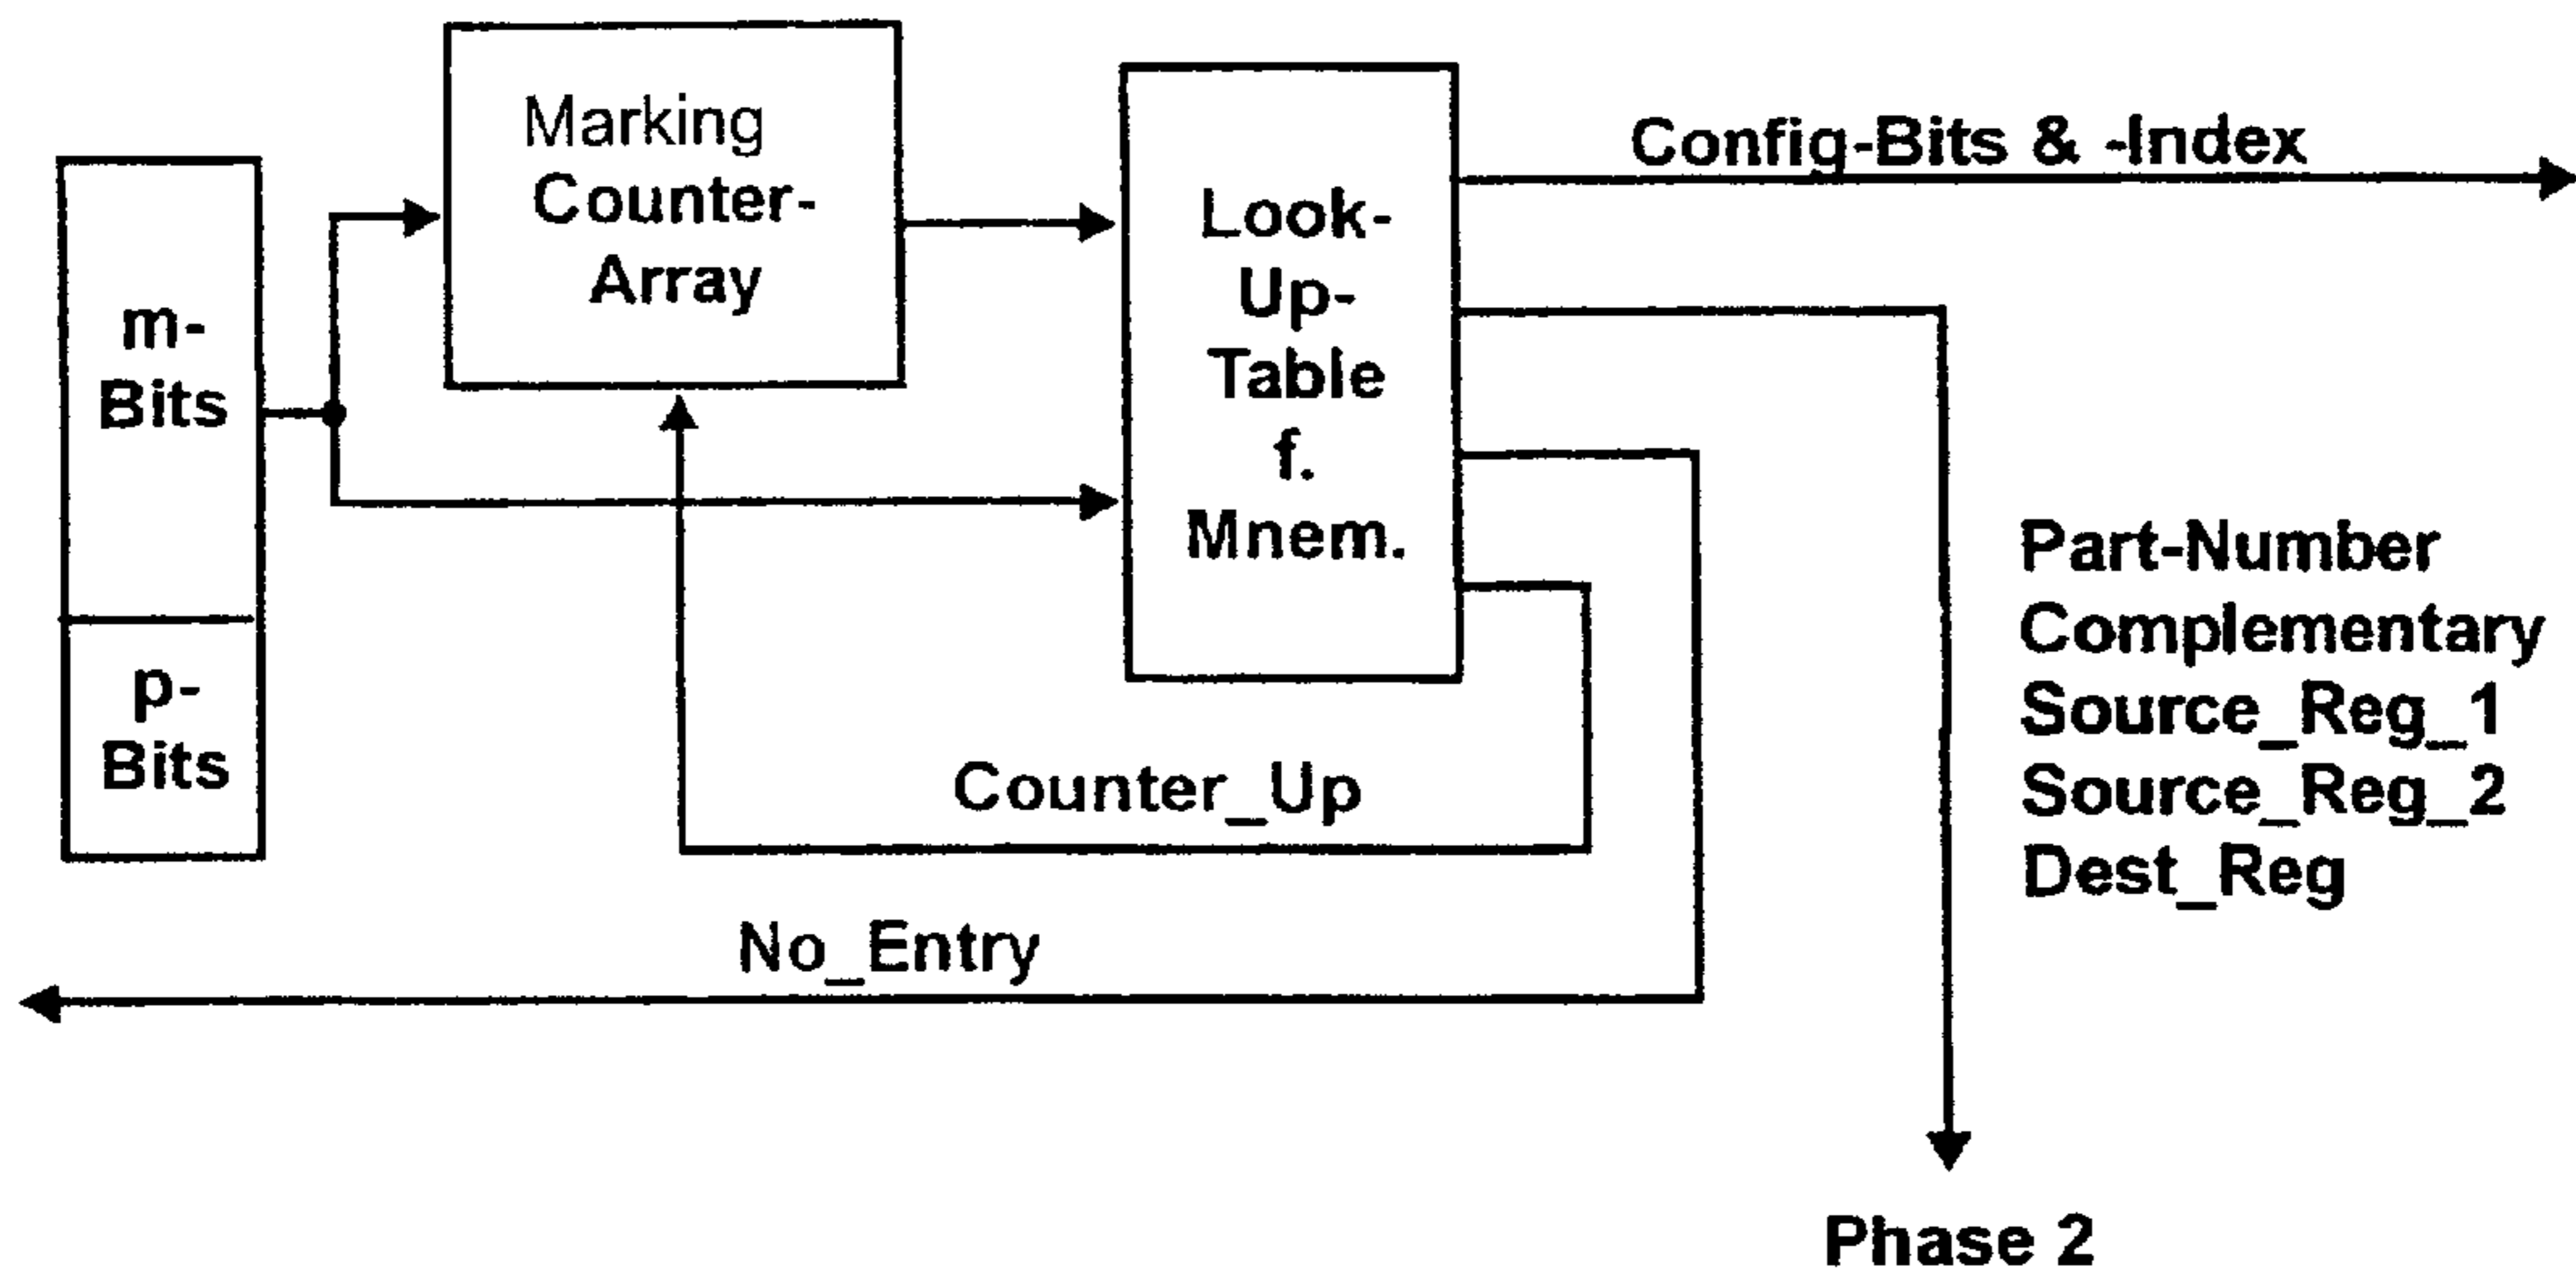 m-
Bits
p-
Bits
Marking
Counter-
Array
Look-
Up-
Table
f.
Mnem.
Config-Bits & -Index
Part-Number
Complementary
Source_Reg_1
Source_Reg_2
Dest_Reg
Counter_Up
No_Entry
Phase 2